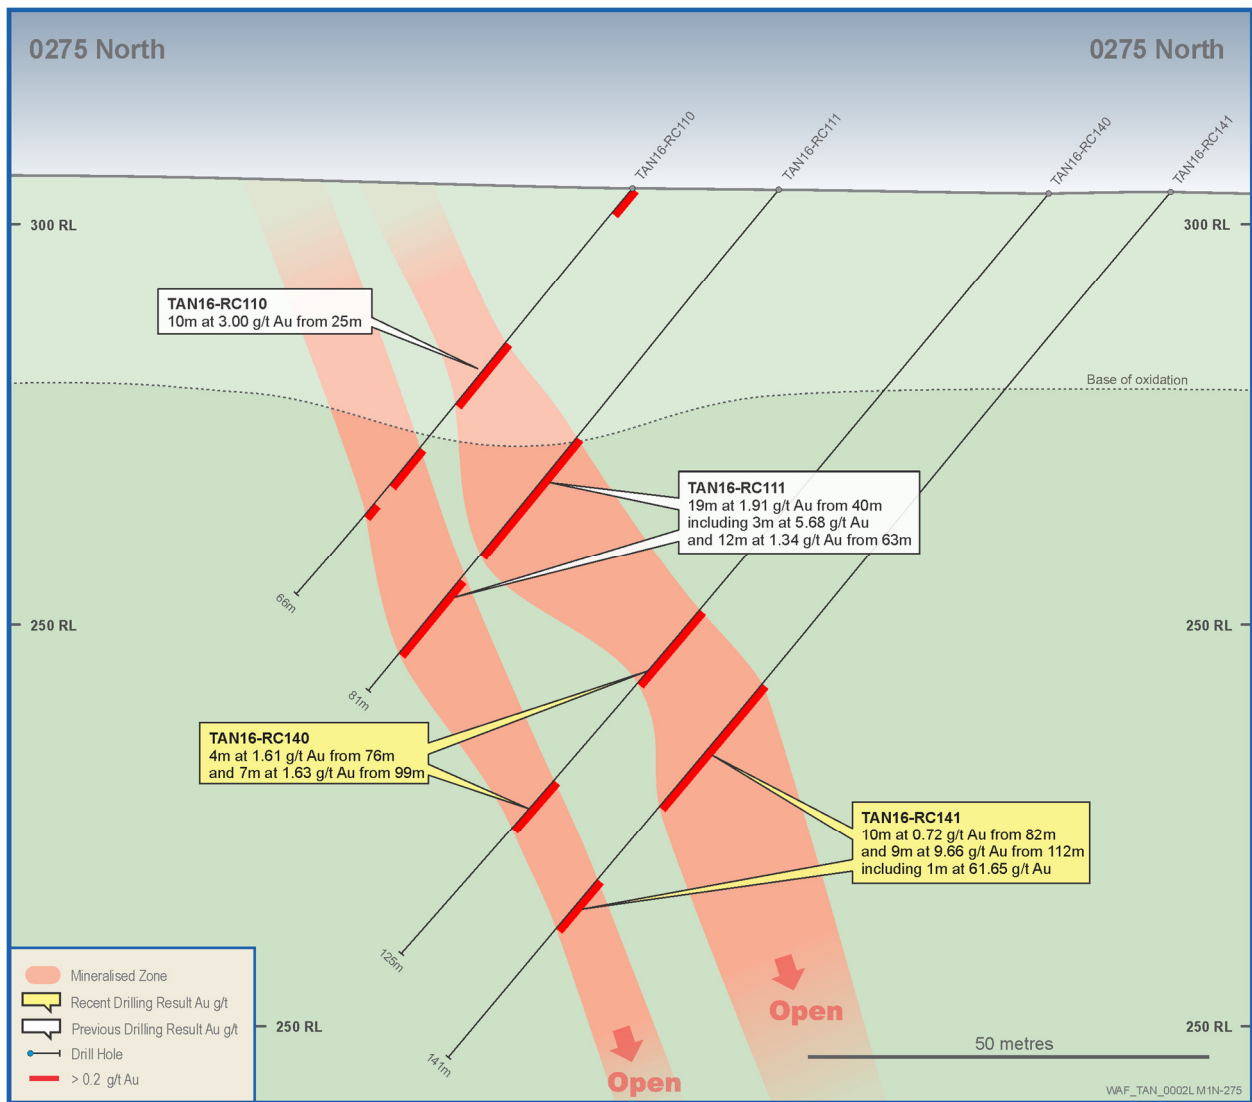 0275 North
0275 North
TAN16-RC110
TAN16-RC111
TAN16-RC140
TAN16-RC141
300 RL
300 RL
TAN16-RC110
10m at 3.00 g/t Au from 25m
Base of oxidation
TAN16-RC111
19m at 1.91 g/t Au from 40m
including 3m at 5.68 g/t Au
and 12m at 1.34 g/t Au from 63m
66m
250 RL
250 RL
81m
TAN16-RC140
4m at 1.61 g/t Au from 76m
and 7m at 1.63 g/t Au from 99m
TAN16-RC141
10m at 0.72 g/t Au from 82m
and 9m at 9.66 g/t Au from 112m
including 1m at 61.65 g/t Au
125m
141m
Open
Open
Mineralised Zone
Recent Drilling Result Au g/t
Previous Drilling Result Au g/t
Drill Hole
> 0.2 g/t Au
250 RL
250 RL
50 metres
WAF_TAN_0002L M1N-275